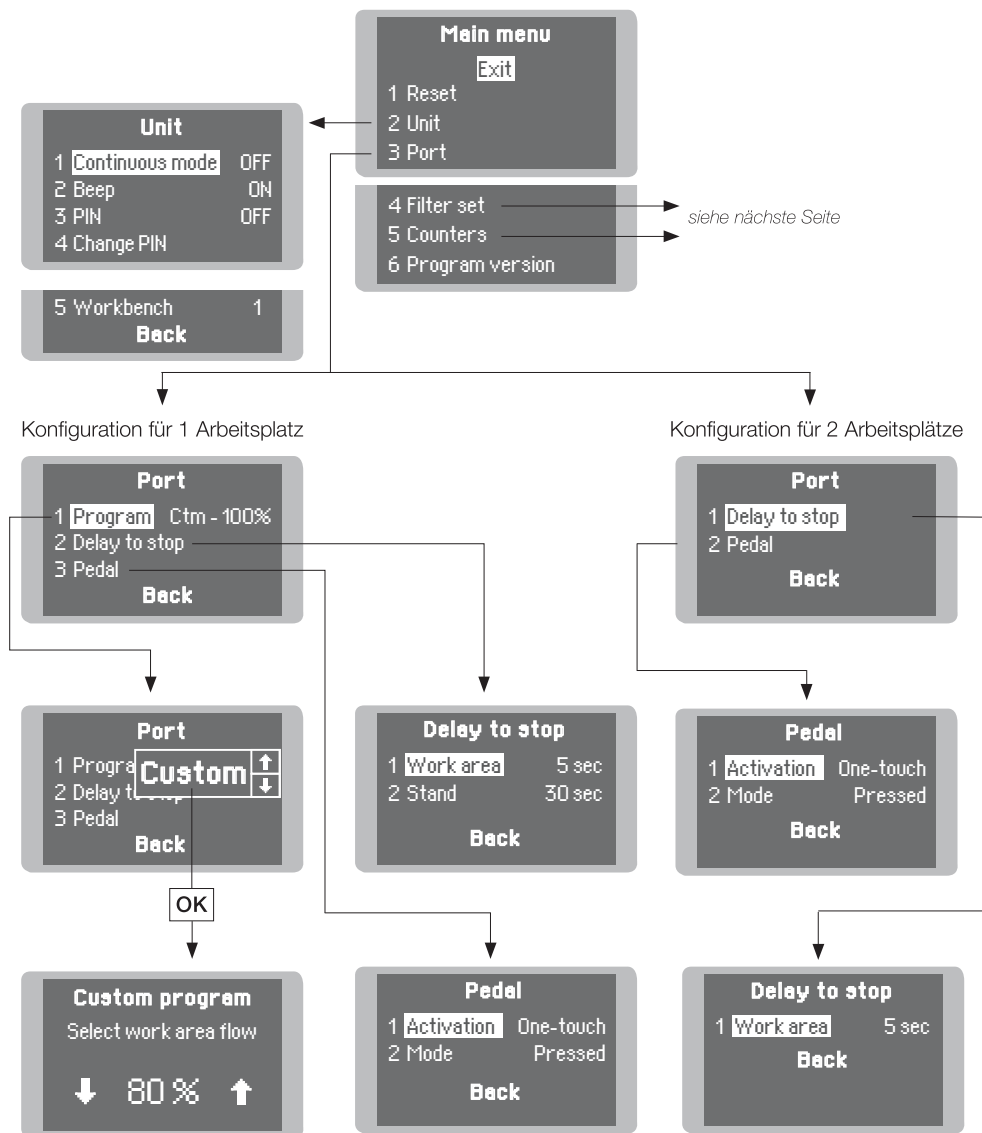 Main menu
Exit
1 Reset
2 Unit
3 Port
4 Filter set
5 Counters
6 Program version
siehe nächste Seite
Unit
1 Continuous mode OFF
2 Beep ON
3 PIN OFF
4 Change PIN
5 Workbench 1
Back
Konfiguration für 1 Arbeitsplatz
Port
1 Program Ctm - 100%
2 Delay to stop
3 Pedal
Back
Konfiguration für 2 Arbeitsplätze
Port
1 Delay to stop
2 Pedal
Back
Port
1 Progra
Custom
2 Delay to stop
3 Pedal
Back
OK
Delay to stop
1 Work area 5 sec
2 Stand 30 sec
Back
Pedal
1 Activation One-touch
2 Mode Pressed
Back
Custom program
Select work area flow
80 %
Pedal
1 Activation One-touch
2 Mode Pressed
Back
Delay to stop
1 Work area 5 sec
Back